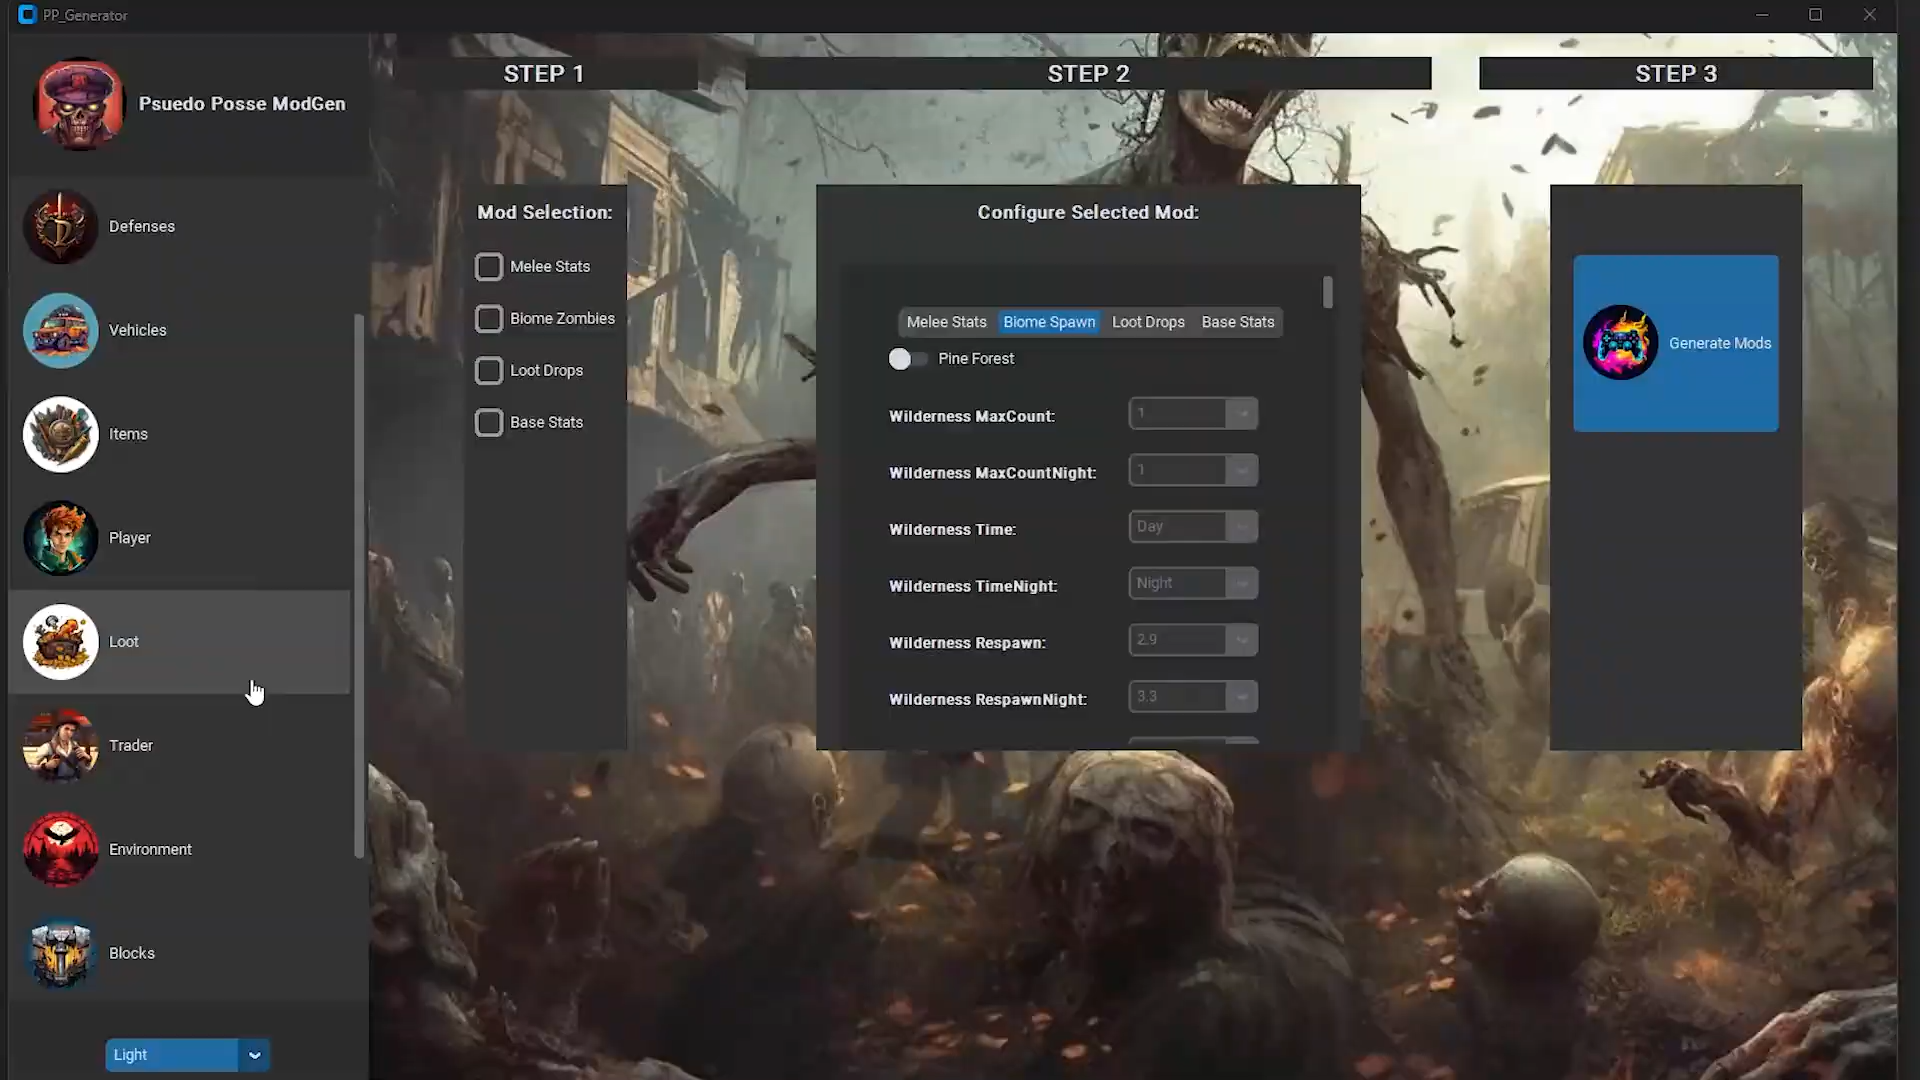 PP_Generator
Psuedo Posse ModGen
Defenses
Vehicles
Items
Player
Loot
Trader
Environment
Blocks
Light
STEP 1
Mod Selection:
Melee Stats
Biome Zombies
Loot Drops
Base Stats
STEP 2
Configure Selected Mod:
Melee Stats Biome Spawn Loot Drops Base Stats
Pine Forest
Wilderness MaxCount: 1
Wilderness MaxCountNight: 1
Wilderness Time: Day
Wilderness TimeNight: Night
Wilderness Respawn: 2.9
Wilderness RespawnNight: 3.3
STEP 3
Generate Mods